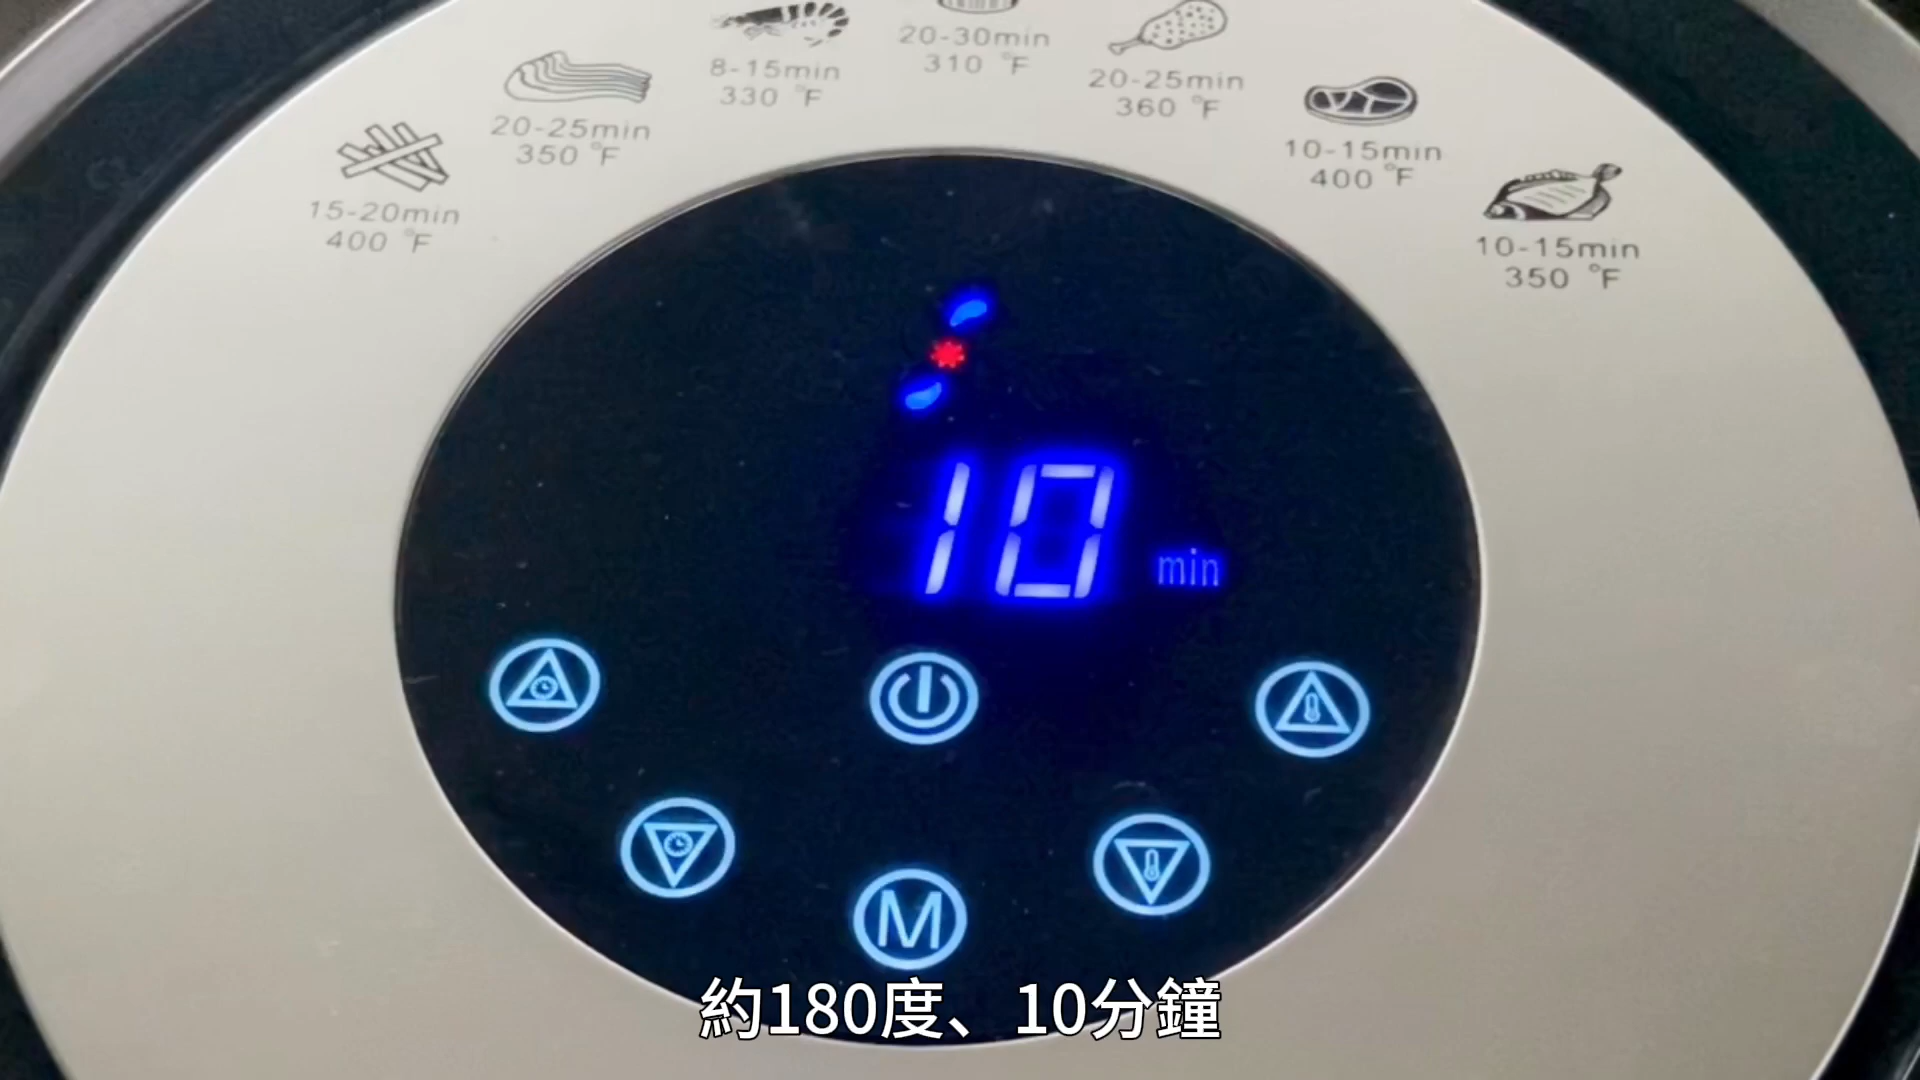 20-30min
310 °F
8-15min
330 °F
20-25min
360 °F
20-25min
350 °F
10-15min
400 °F
15-20min
400 °F
10-15min
350 °F
10 min
M
約180度、10分鐘